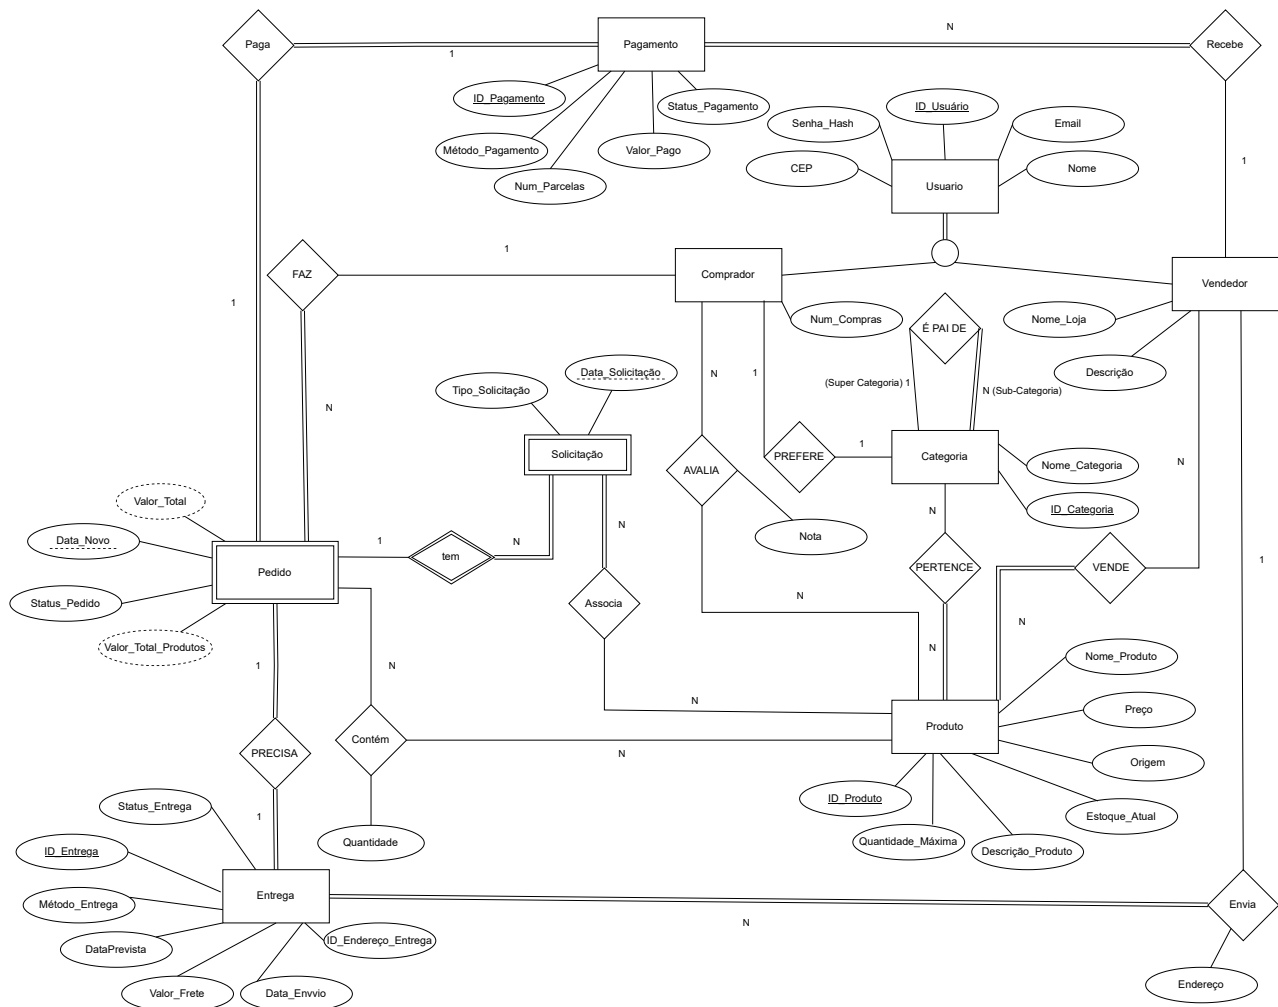 Paga
1
Pagamento
N
Recebe
ID_Pagamento
Status_Pagamento
Método_Pagamento
Valor_Pago
Num_Parcelas
Senha_Hash
ID_Usuário
Email
CEP
Usuario
Nome
1
FAZ
1
Comprador
Vendedor
1
Num_Compras
Nome_Loja
É PAI DE
Descrição
N
Tipo_Solicitação
Data_Solicitação
N
1
(Super Categoria) 1
N (Sub-Categoria)
Solicitação
AVALIA
PREFERE
1
Categoria
Nome_Categoria
N
ID_Categoria
Valor_Total
Data_Novo
N
N
Nota
Pedido
1
tem
N
PERTENCE
VENDE
1
Status_Pedido
Associa
N
Valor_Total_Produtos
N
N
Nome_Produto
1
N
N
Preço
Produto
PRECISA
Contém
N
Origem
ID_Produto
Estoque_Atual
Status_Entrega
1
Quantidade
Quantidade_Máxima
Descrição_Produto
ID_Entrega
Entrega
Método_Entrega
Envia
N
ID_Endereço_Entrega
DataPrevista
Valor_Frete
Data_Envvio
Endereço